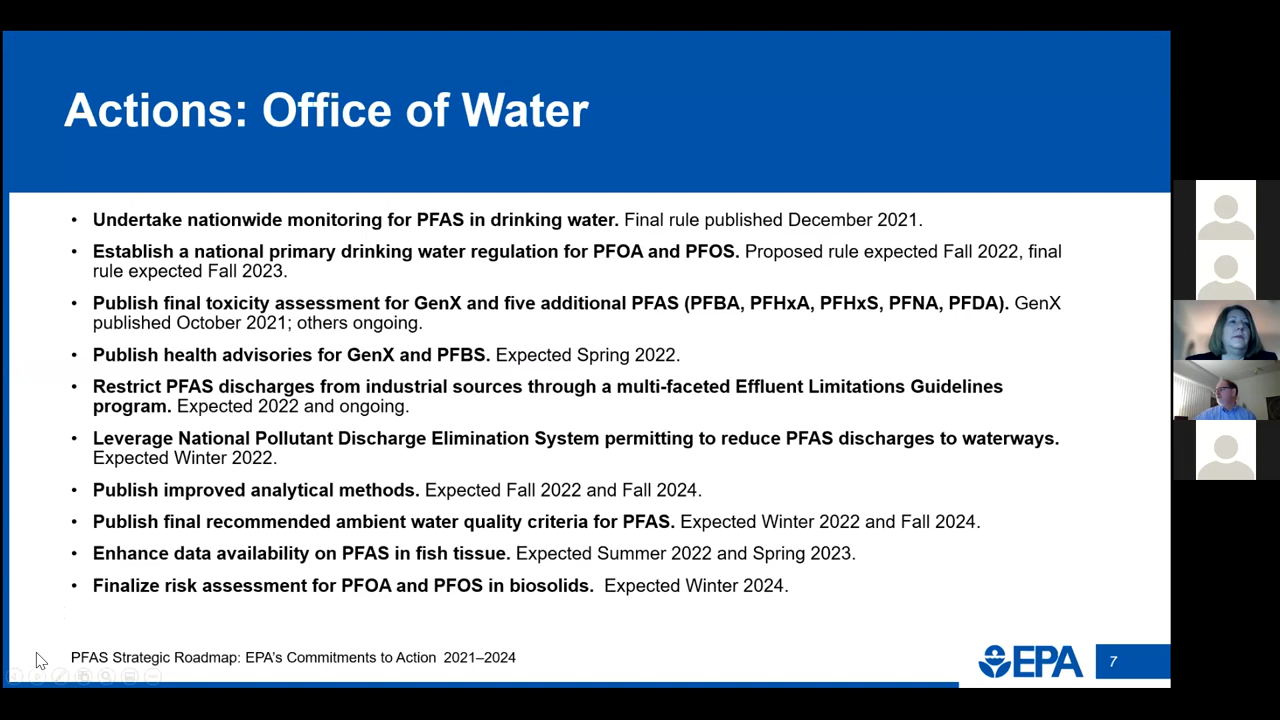 Actions: Office of Water
• Undertake nationwide monitoring for PFAS in drinking water. Final rule published December 2021.
• Establish a national primary drinking water regulation for PFOA and PFOS. Proposed rule expected Fall 2022, final
rule expected Fall 2023.
• Publish final toxicity assessment for GenX and five additional PFAS (PFBA, PFHxA, PFHxS, PFNA, PFDA). GenX
published October 2021; others ongoing.
• Publish health advisories for GenX and PFBS. Expected Spring 2022.
• Restrict PFAS discharges from industrial sources through a multi-faceted Effluent Limitations Guidelines
program. Expected 2022 and ongoing.
• Leverage National Pollutant Discharge Elimination System permitting to reduce PFAS discharges to waterways.
Expected Winter 2022.
• Publish improved analytical methods. Expected Fall 2022 and Fall 2024.
• Publish final recommended ambient water quality criteria for PFAS. Expected Winter 2022 and Fall 2024.
• Enhance data availability on PFAS in fish tissue. Expected Summer 2022 and Spring 2023.
• Finalize risk assessment for PFOA and PFOS in biosolids. Expected Winter 2024.
PFAS Strategic Roadmap: EPA's Commitments to Action 2021–2024
EPA
7